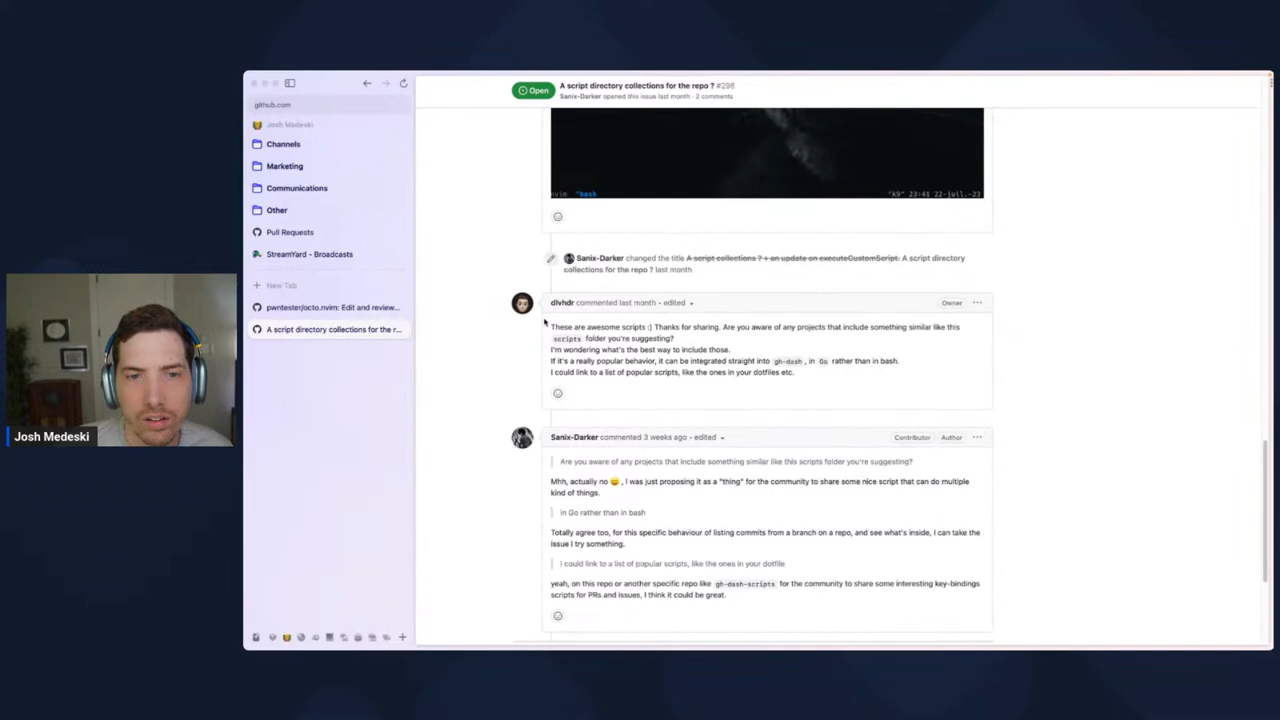 github.com
Josh Medeski
Channels
Marketing
Communications
Other
Pull Requests
StreamYard - Broadcasts
New Tab
pwntester/octo.nvim: Edit and review...
A script directory collections for the r...
Josh Medeski
Open
A script directory collections for the repo ? #296
Sanix-Darker opened this issue last month · 2 comments
nvim "bash
"k9" 23:41 22-juil.-23
Sanix-Darker changed the title A script collections ? + an update on executeCustomScript. A script directory
collections for the repo ? last month
dlvhdr commented last month · edited
Owner
These are awesome scripts :) Thanks for sharing. Are you aware of any projects that include something similar like this
scripts folder you're suggesting?
I'm wondering what's the best way to include those.
If it's a really popular behavior, it can be integrated straight into gh-dash, in Go rather than in bash.
I could link to a list of popular scripts, like the ones in your dotfiles etc.
Sanix-Darker commented 3 weeks ago · edited
Contributor
Author
Are you aware of any projects that include something similar like this scripts folder you're suggesting?
Mhh, actually no 😅, I was just proposing it as a "thing" for the community to share some nice script that can do multiple
kind of things.
in Go rather than in bash
Totally agree too, for this specific behaviour of listing commits from a branch on a repo, and see what's inside, I can take the
issue I try something.
I could link to a list of popular scripts, like the ones in your dotfile
yeah, on this repo or another specific repo like gh-dash-scripts for the community to share some interesting key-bindings
scripts for PRs and issues, I think it could be great.